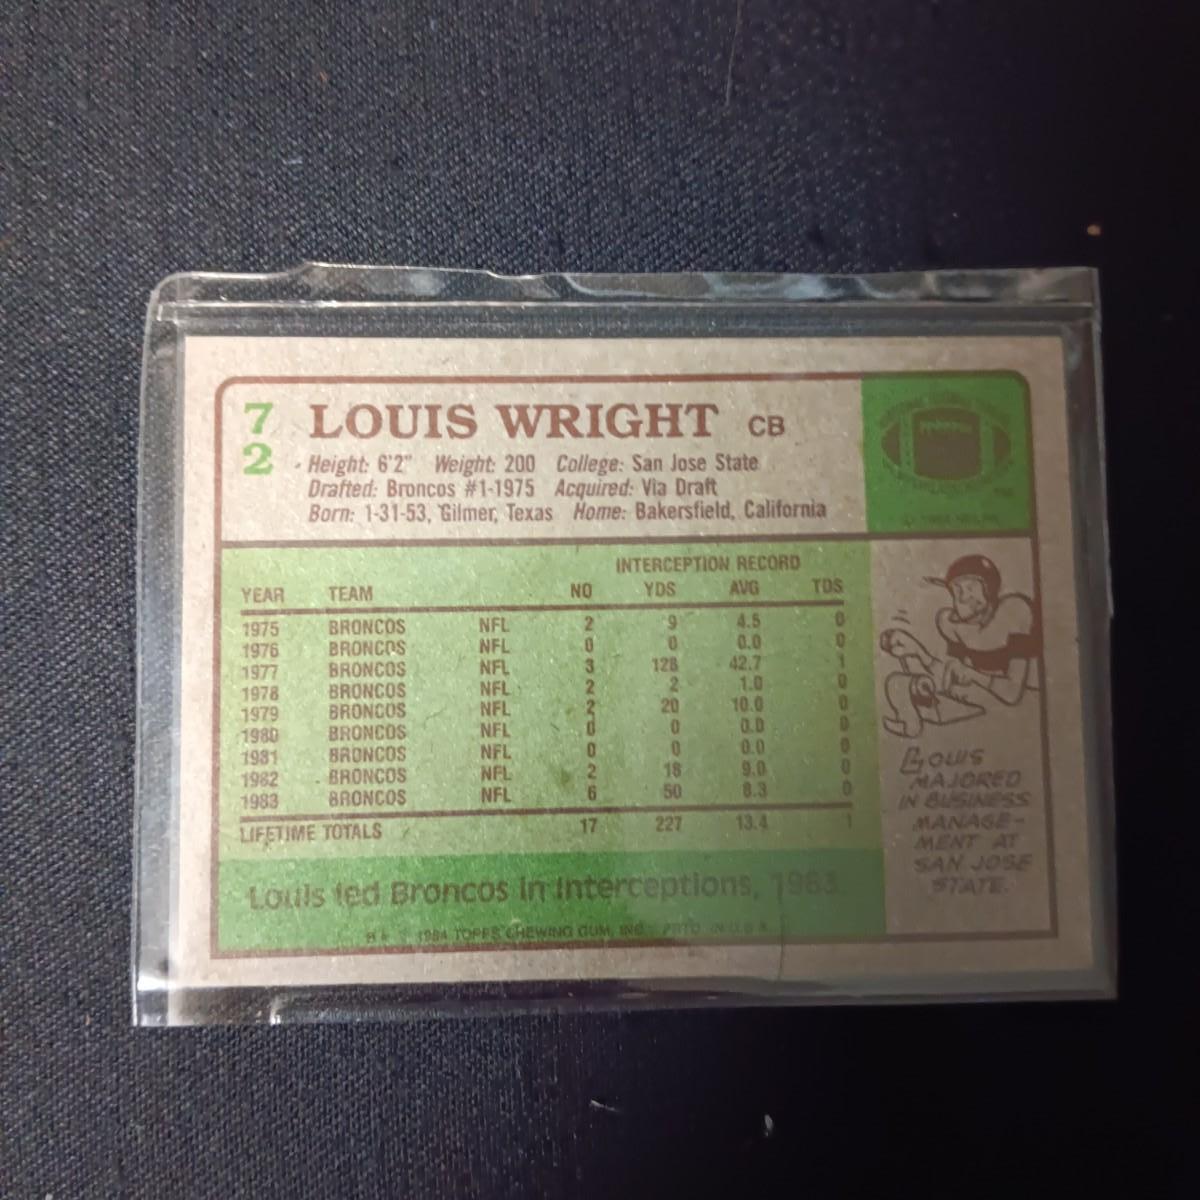 7
2
LOUIS WRIGHT CB
Height: 6'2" Weight: 200 College: San Jose State
Drafted: Broncos #1-1975 Acquired: Via Draft
Born: 1-31-53, Gilmer, Texas Home: Bakersfield, California
INTERCEPTION RECORD
YEAR TEAM NO YDS AVG TDS
1975 BRONCOS NFL 2 9 4.5 0
1976 BRONCOS NFL 0 0 0.0 0
1977 BRONCOS NFL 3 128 42.7 1
1978 BRONCOS NFL 2 2 1.0 0
1979 BRONCOS NFL 2 20 10.0 0
1980 BRONCOS NFL 0 0 0.0 0
1981 BRONCOS NFL 0 0 0.0 0
1982 BRONCOS NFL 2 18 9.0 0
1983 BRONCOS NFL 6 50 8.3 0
LIFETIME TOTALS 17 227 13.4 1
Louis led Broncos in Interceptions, 1983.
© 1984 TOPPS CHEWING GUM, INC. PRTD. IN U.S.A.
LOUIS
MAJORED
IN BUSINESS
MANAGE-
MENT AT
SAN JOSE
STATE.